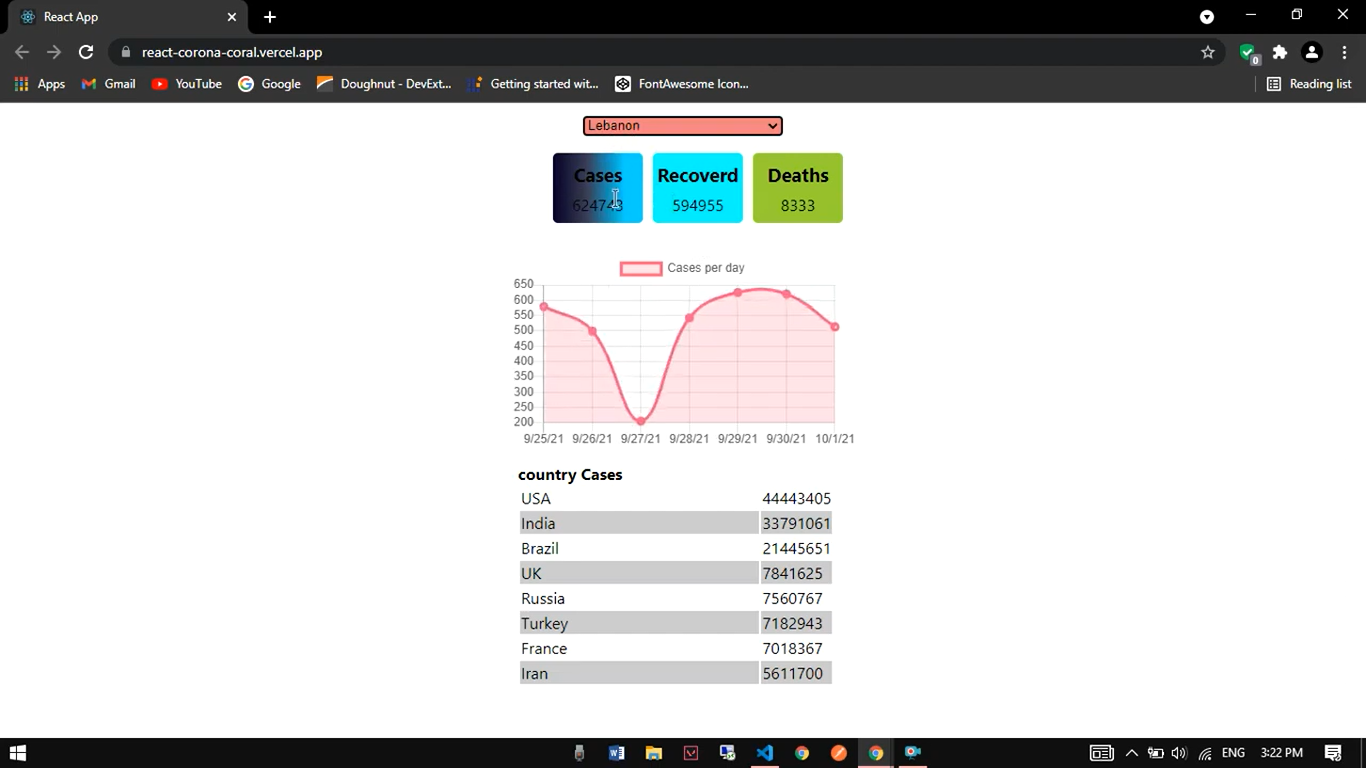 React App
react-corona-coral.vercel.app
Apps Gmail YouTube Google Doughnut - DevExt... Getting started wit... FontAwesome Icon... Reading list
0
Lebanon
Cases Recoverd Deaths
594955 8333
Cases per day
650
600
550
500
450
400
350
300
250
200
9/25/21 9/26/21 9/27/21 9/28/21 9/29/21 9/30/21 10/1/21
country Cases
USA 44443405
India 33791061
Brazil 21445651
UK 7841625
Russia 7560767
Turkey 7182943
France 7018367
Iran 5611700
ENG 3:22 PM